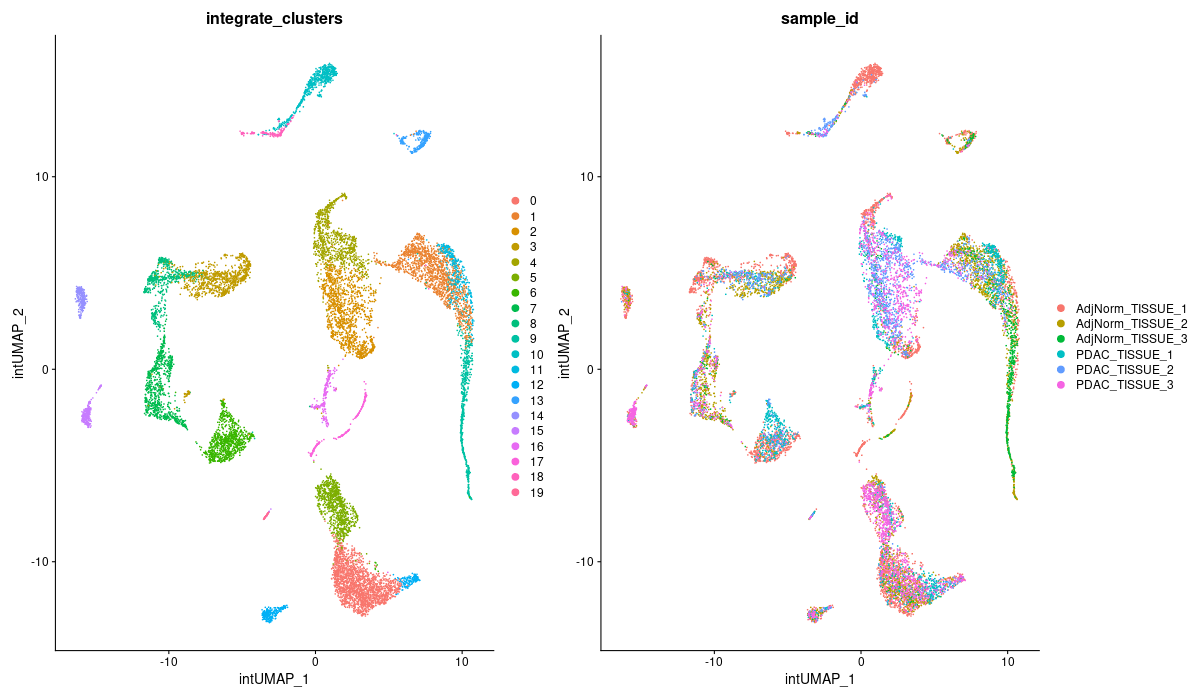 integrate_clusters
intUMAP_2
10
0
-10
-10
0
10
intUMAP_1
0
1
2
3
4
5
6
7
8
9
10
11
12
13
14
15
16
17
18
19
sample_id
intUMAP_2
10
0
-10
-10
0
10
intUMAP_1
AdjNorm_TISSUE_1
AdjNorm_TISSUE_2
AdjNorm_TISSUE_3
PDAC_TISSUE_1
PDAC_TISSUE_2
PDAC_TISSUE_3